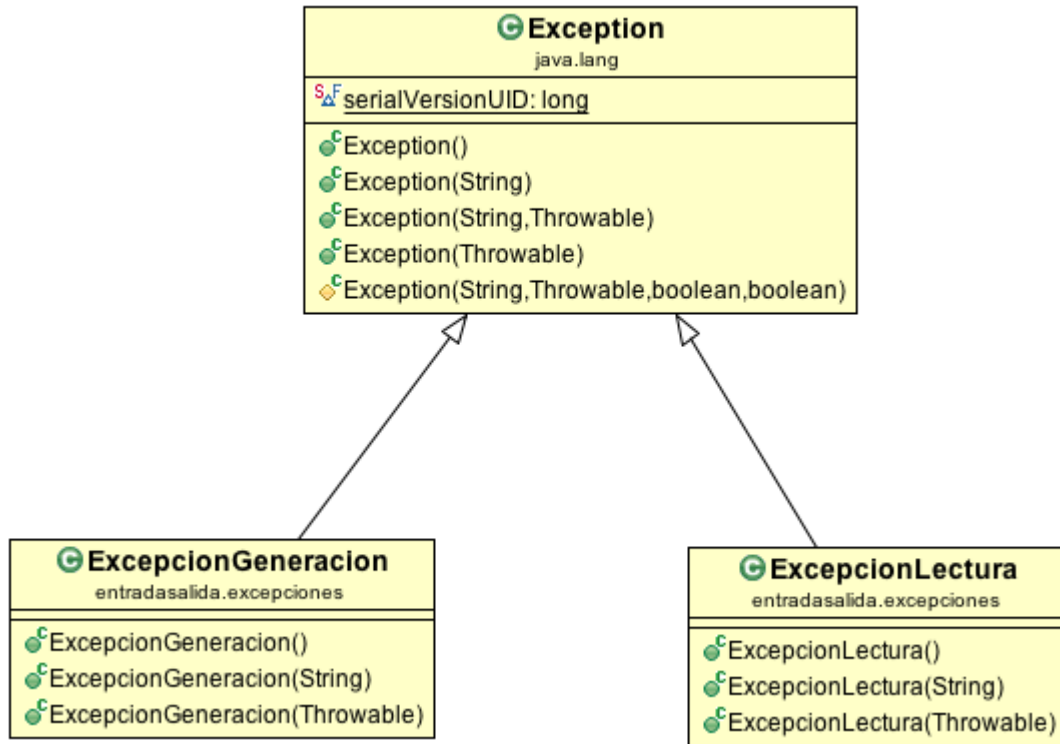 C Exception
java.lang
S F serialVersionUID: long
C Exception()
C Exception(String)
C Exception(String,Throwable)
C Exception(Throwable)
C Exception(String,Throwable,boolean,boolean)
C ExcepcionGeneracion
entradasalida.excepciones
C ExcepcionGeneracion()
C ExcepcionGeneracion(String)
C ExcepcionGeneracion(Throwable)
C ExcepcionLectura
entradasalida.excepciones
C ExcepcionLectura()
C ExcepcionLectura(String)
C ExcepcionLectura(Throwable)